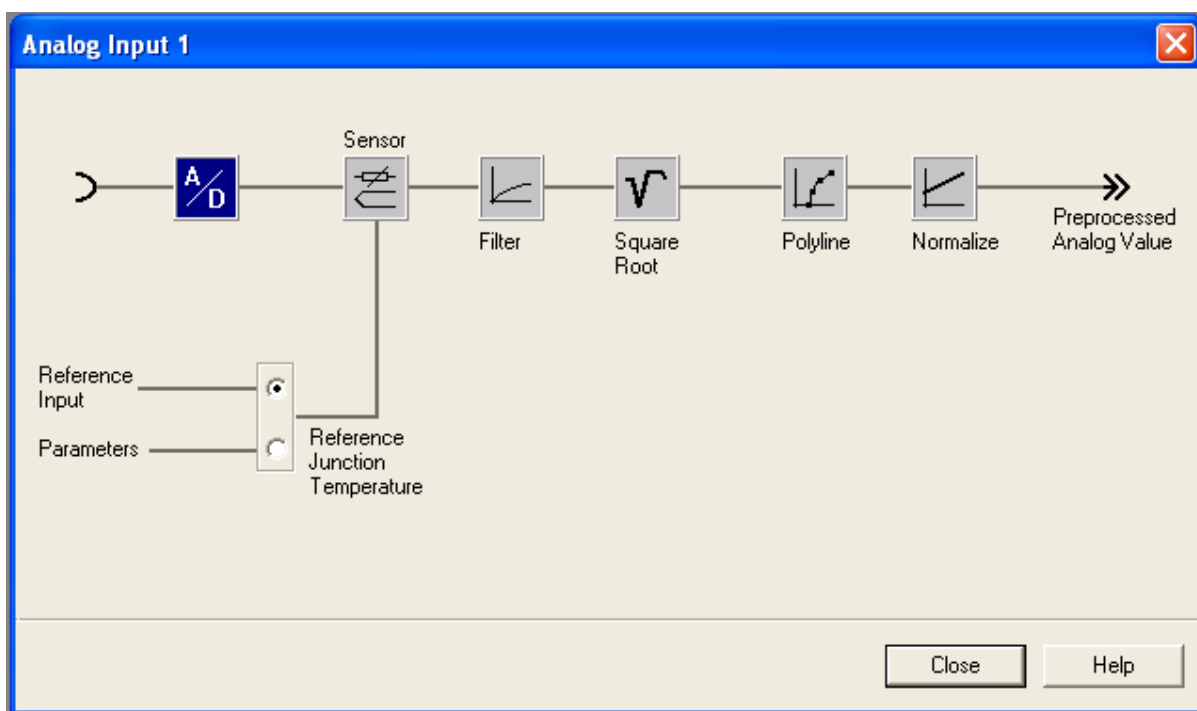 Analog Input 1
Sensor
A/D
Filter
Square
Root
Polyline
Normalize
Preprocessed
Analog Value
Reference
Input
Parameters
Reference
Junction
Temperature
Close
Help